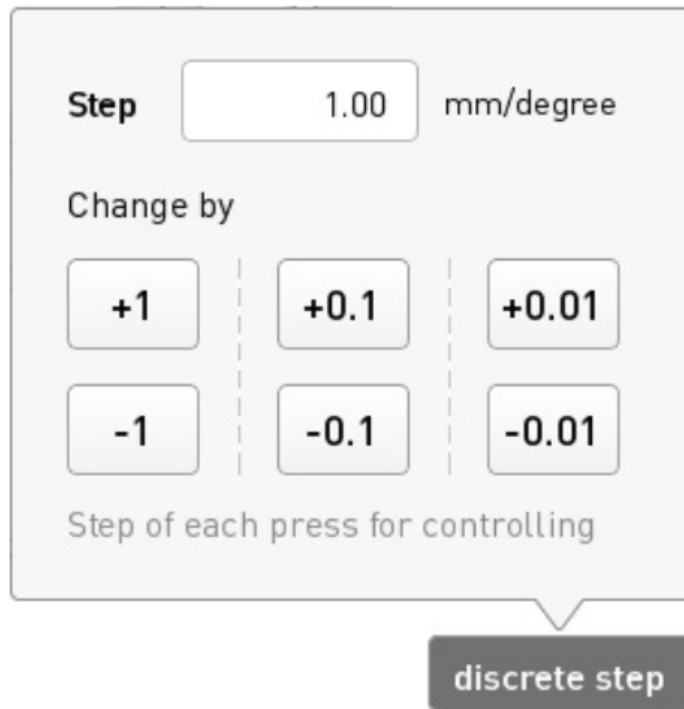 Step 1.00 mm/degree
Change by
+1 +0.1 +0.01
-1 -0.1 -0.01
Step of each press for controlling
discrete step